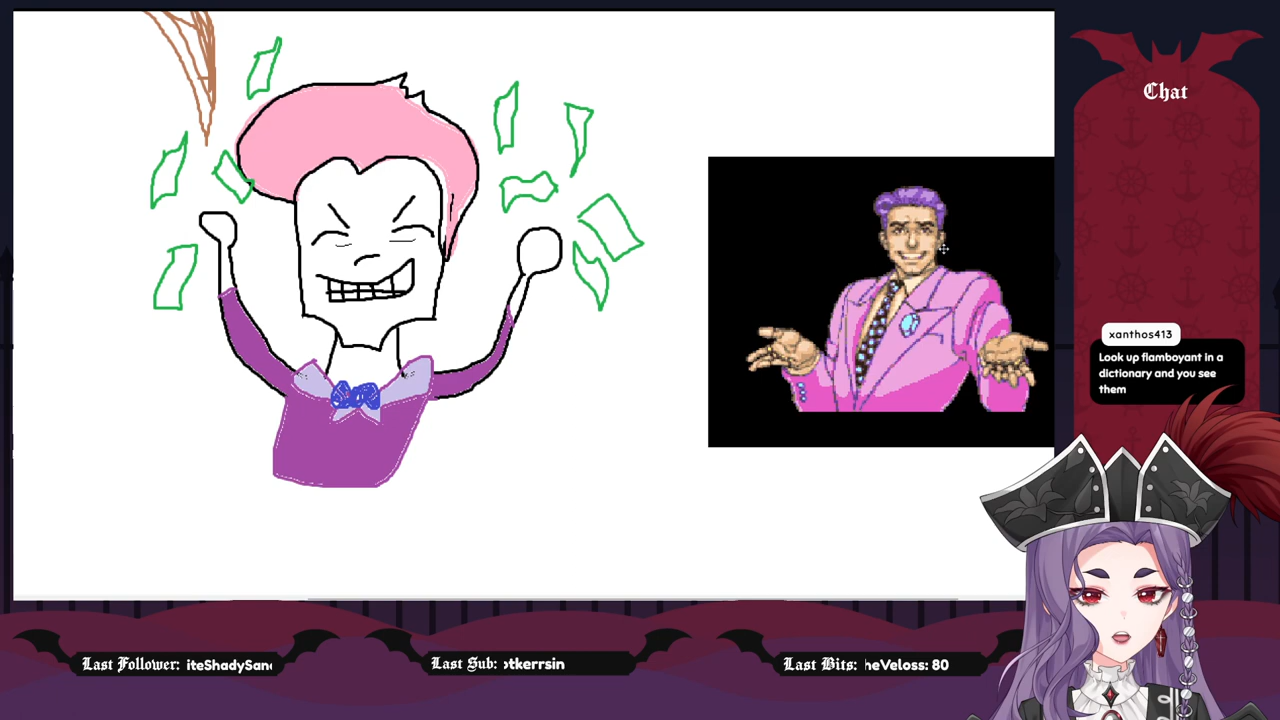 Chat
xanthos413
Look up flamboyant in a
dictionary and you see
them
Last Follower: iteShadySan
Last Sub: otkerrsin
Last Bits: heVeloss: 80